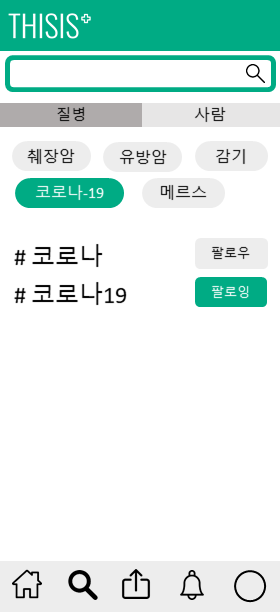 THISIS+
질병 사람
췌장암 유방암 감기
코로나-19 메르스
# 코로나 팔로우
# 코로나19 팔로잉